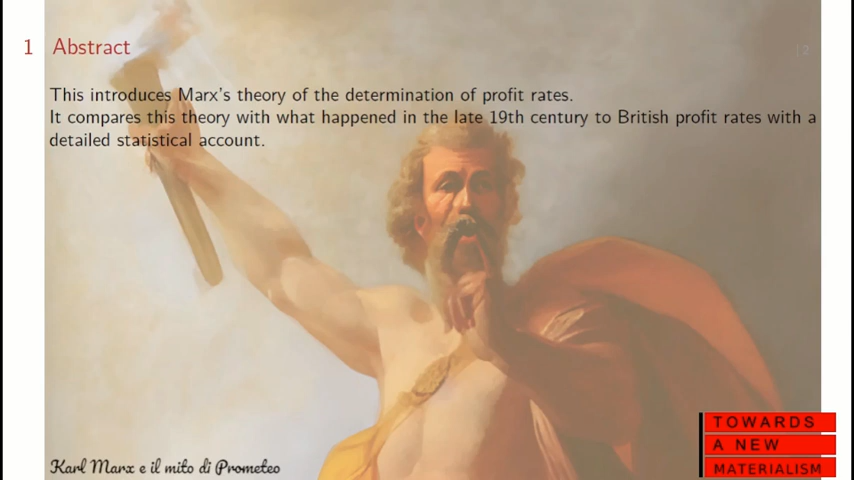 1 Abstract
| 2
This introduces Marx's theory of the determination of profit rates.
It compares this theory with what happened in the late 19th century to British profit rates with a
detailed statistical account.
Karl Marx e il mito di Prometeo
TOWARDS
A NEW
MATERIALISM